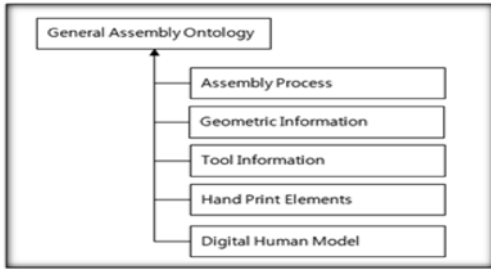 General Assembly Ontology
Assembly Process
Geometric Information
Tool Information
Hand Print Elements
Digital Human Model